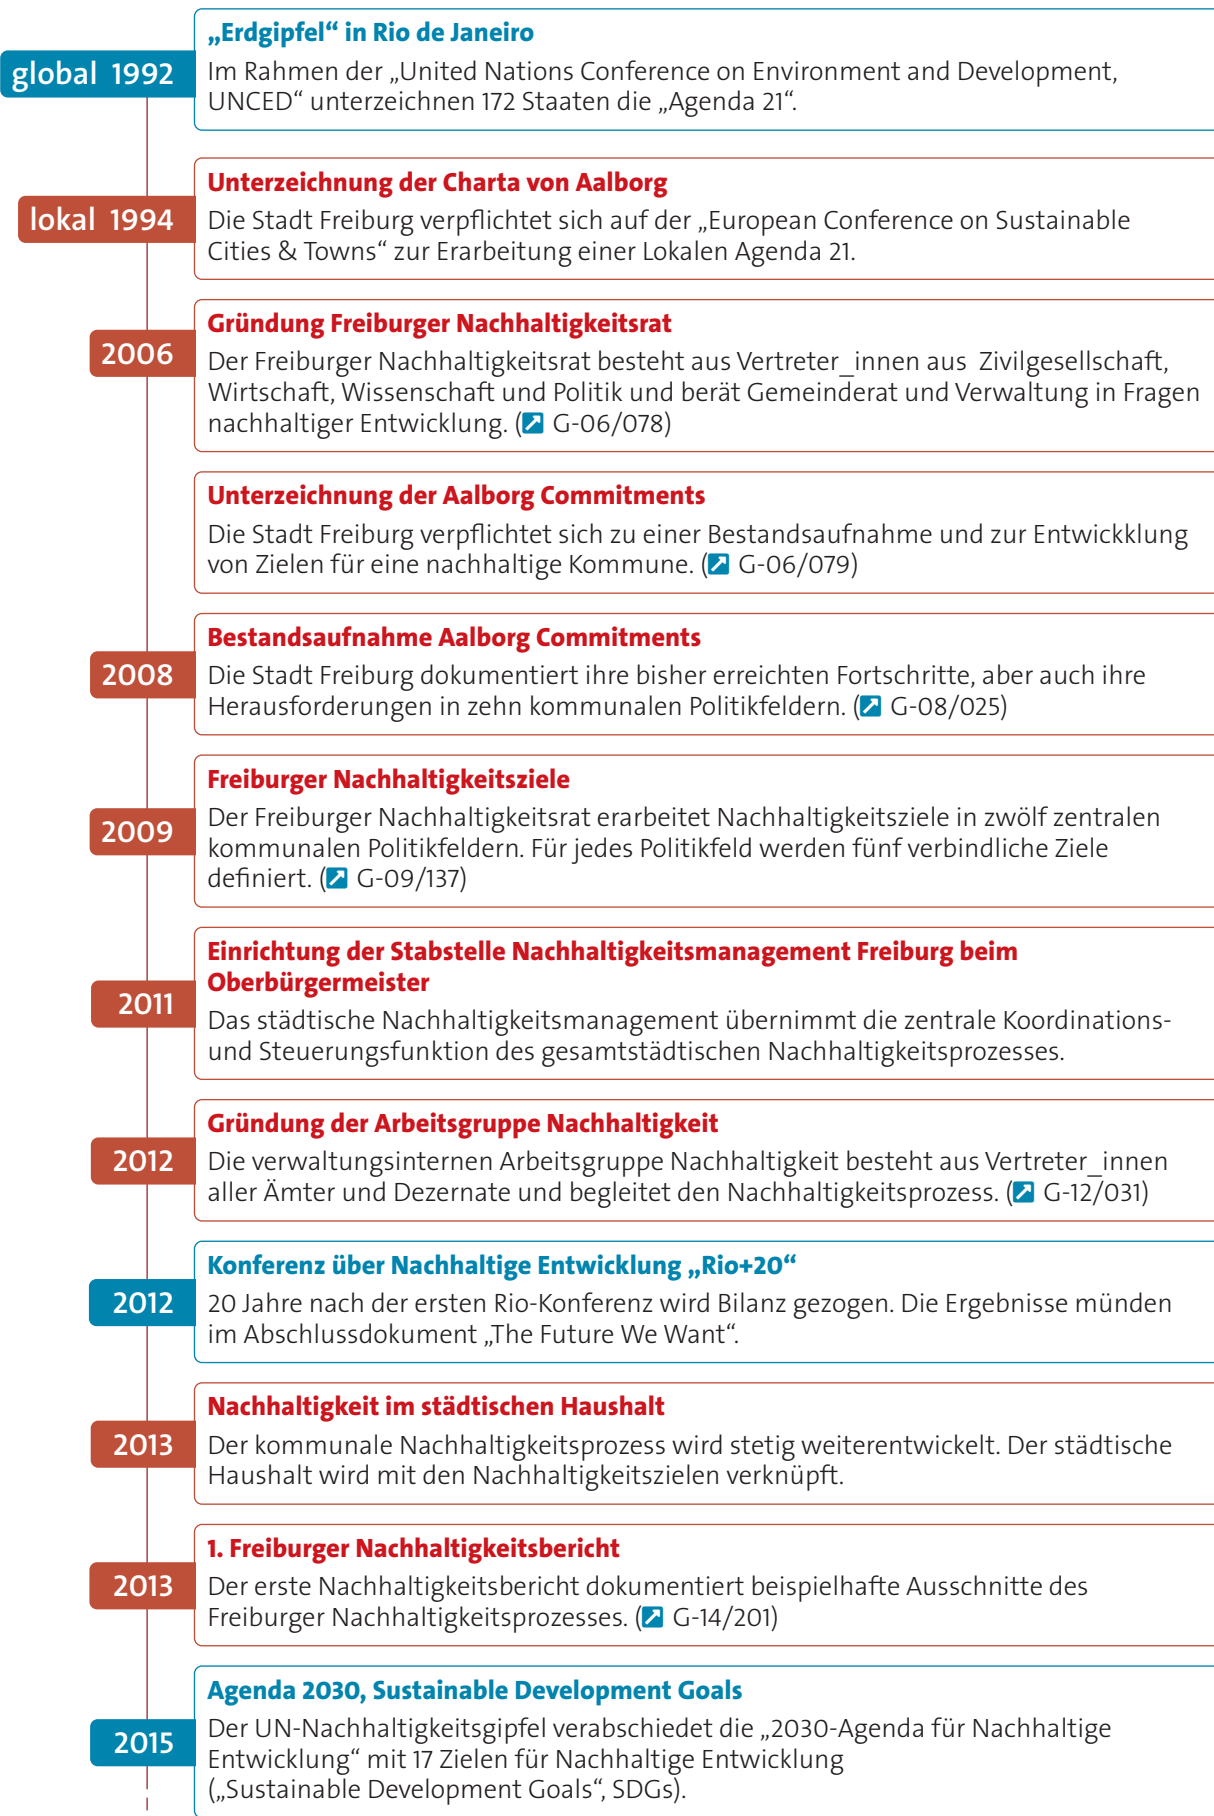 „Erdgipfel“ in Rio de Janeiro
global 1992
Im Rahmen der „United Nations Conference on Environment and Development,
UNCED“ unterzeichnen 172 Staaten die „Agenda 21“.
Unterzeichnung der Charta von Aalborg
lokal 1994
Die Stadt Freiburg verpflichtet sich auf der „European Conference on Sustainable
Cities & Towns“ zur Erarbeitung einer Lokalen Agenda 21.
Gründung Freiburger Nachhaltigkeitsrat
2006
Der Freiburger Nachhaltigkeitsrat besteht aus Vertreter_innen aus Zivilgesellschaft,
Wirtschaft, Wissenschaft und Politik und berät Gemeinderat und Verwaltung in Fragen
nachhaltiger Entwicklung. (↗ G-06/078)
Unterzeichnung der Aalborg Commitments
Die Stadt Freiburg verpflichtet sich zu einer Bestandsaufnahme und zur Entwickklung
von Zielen für eine nachhaltige Kommune. (↗ G-06/079)
Bestandsaufnahme Aalborg Commitments
2008
Die Stadt Freiburg dokumentiert ihre bisher erreichten Fortschritte, aber auch ihre
Herausforderungen in zehn kommunalen Politikfeldern. (↗ G-08/025)
Freiburger Nachhaltigkeitsziele
2009
Der Freiburger Nachhaltigkeitsrat erarbeitet Nachhaltigkeitsziele in zwölf zentralen
kommunalen Politikfeldern. Für jedes Politikfeld werden fünf verbindliche Ziele
definiert. (↗ G-09/137)
Einrichtung der Stabstelle Nachhaltigkeitsmanagement Freiburg beim
Oberbürgermeister
2011
Das städtische Nachhaltigkeitsmanagement übernimmt die zentrale Koordinations-
und Steuerungsfunktion des gesamtstädtischen Nachhaltigkeitsprozesses.
Gründung der Arbeitsgruppe Nachhaltigkeit
2012
Die verwaltungsinternen Arbeitsgruppe Nachhaltigkeit besteht aus Vertreter_innen
aller Ämter und Dezernate und begleitet den Nachhaltigkeitsprozess. (↗ G-12/031)
Konferenz über Nachhaltige Entwicklung „Rio+20“
2012
20 Jahre nach der ersten Rio-Konferenz wird Bilanz gezogen. Die Ergebnisse münden
im Abschlussdokument „The Future We Want“.
Nachhaltigkeit im städtischen Haushalt
2013
Der kommunale Nachhaltigkeitsprozess wird stetig weiterentwickelt. Der städtische
Haushalt wird mit den Nachhaltigkeitszielen verknüpft.
1. Freiburger Nachhaltigkeitsbericht
2013
Der erste Nachhaltigkeitsbericht dokumentiert beispielhafte Ausschnitte des
Freiburger Nachhaltigkeitsprozesses. (↗ G-14/201)
Agenda 2030, Sustainable Development Goals
2015
Der UN-Nachhaltigkeitsgipfel verabschiedet die „2030-Agenda für Nachhaltige
Entwicklung“ mit 17 Zielen für Nachhaltige Entwicklung
(„Sustainable Development Goals“, SDGs).